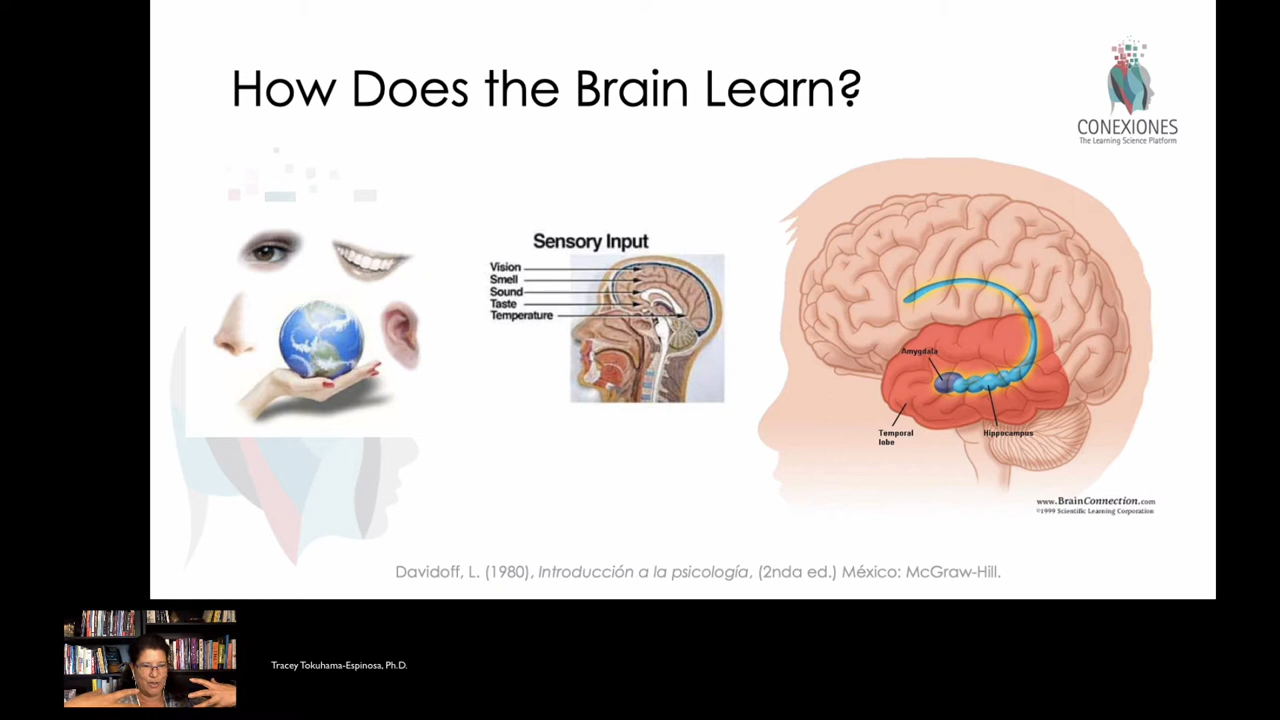 How Does the Brain Learn?
CONEXIONES
The Learning Science Platform
Sensory Input
Vision
Smell
Sound
Taste
Temperature
Amygdala
Temporal
lobe
Hippocampus
www.BrainConnection.com
©1999 Scientific Learning Corporation
Davidoff, L. (1980), Introducción a la psicología, (2nda ed.) México: McGraw-Hill.
Tracey Tokuhama-Espinosa, Ph.D.